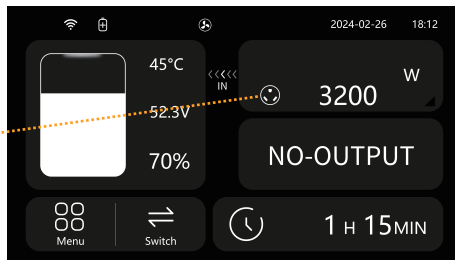 2024-02-26 18:12
45°C
52.3V
70%
IN
3200 W
NO-OUTPUT
Menu
Switch
1 H 15MIN